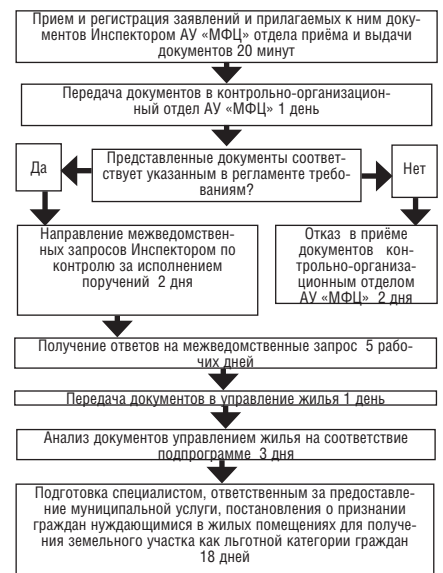 Прием и регистрация заявлений и прилагаемых к ним доку-
ментов Инспектором АУ «МФЦ» отдела приёма и выдачи
документов 20 минут
Передача документов в контрольно-организацион-
ный отдел АУ «МФЦ» 1 день
Да
Представленные документы соответ-
ствует указанным в регламенте требо-
ваниям?
Нет
Направление межведомствен-
ных запросов Инспектором по
контролю за исполнением
поручений 2 дня
Отказ в приёме
документов кон-
трольно-организа-
ционным отделом
АУ «МФЦ» 2 дня
Получение ответов на межведомственные запрос 5 рабо-
чих дней
Передача документов в управление жилья 1 день
Анализ документов управлением жилья на соответствие
подпрограмме 3 дня
Подготовка специалистом, ответственным за предоставле-
ние муниципальной услуги, постановления о признании
граждан нуждающимися в жилых помещениях для получе-
ния земельного участка как льготной категории граждан
18 дней